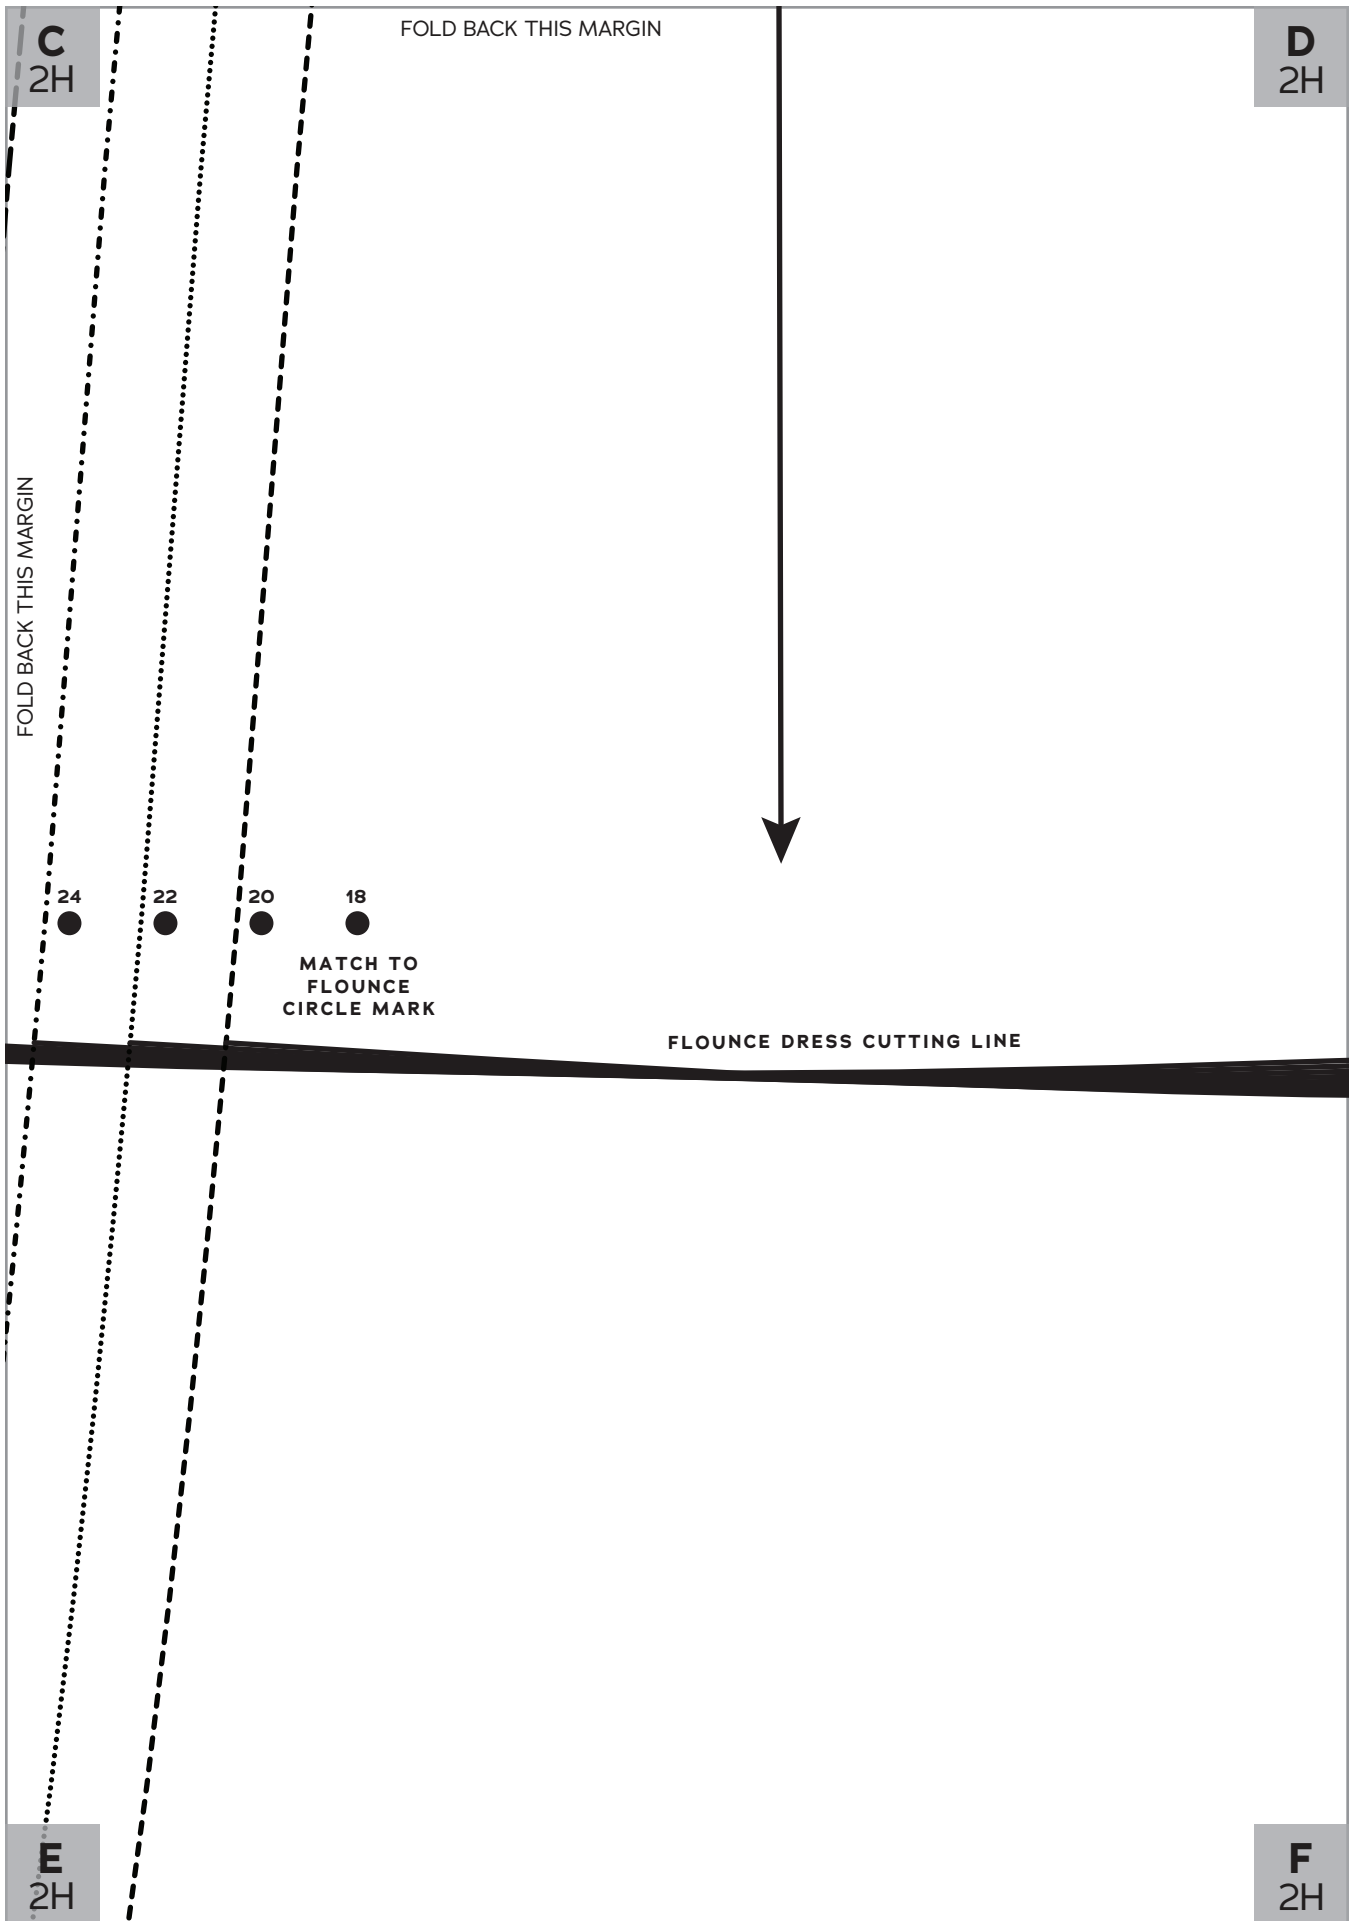 C
2H
FOLD BACK THIS MARGIN
D
2H
FOLD BACK THIS MARGIN
24 22 20 18
MATCH TO
FLOUNCE
CIRCLE MARK
FLOUNCE DRESS CUTTING LINE
E
2H
F
2H